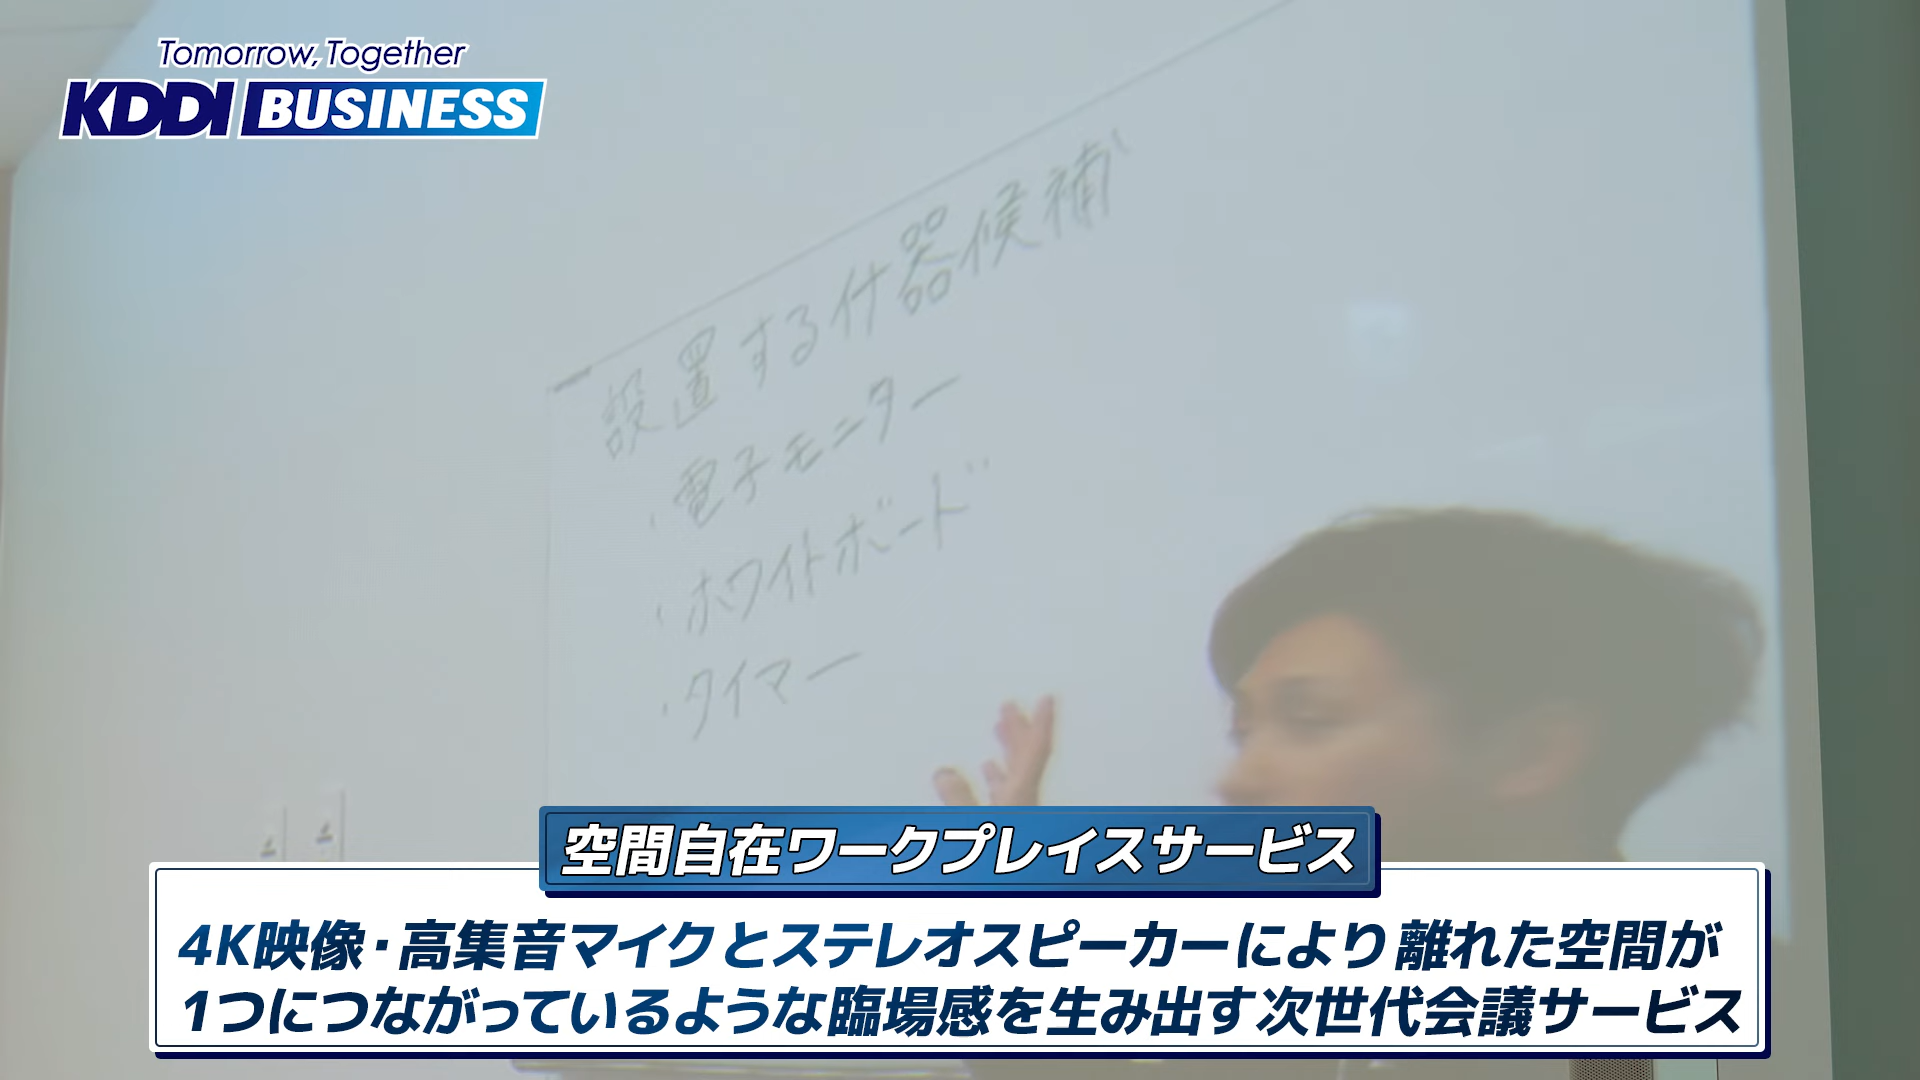 Tomorrow, Together
KDDI BUSINESS
設置する什器候補
・電子モニター
・ホワイトボード
・タイマー
空間自在ワークプレイスサービス
4K映像・高集音マイクとステレオスピーカーにより離れた空間が
1つにつながっているような臨場感を生み出す次世代会議サービス